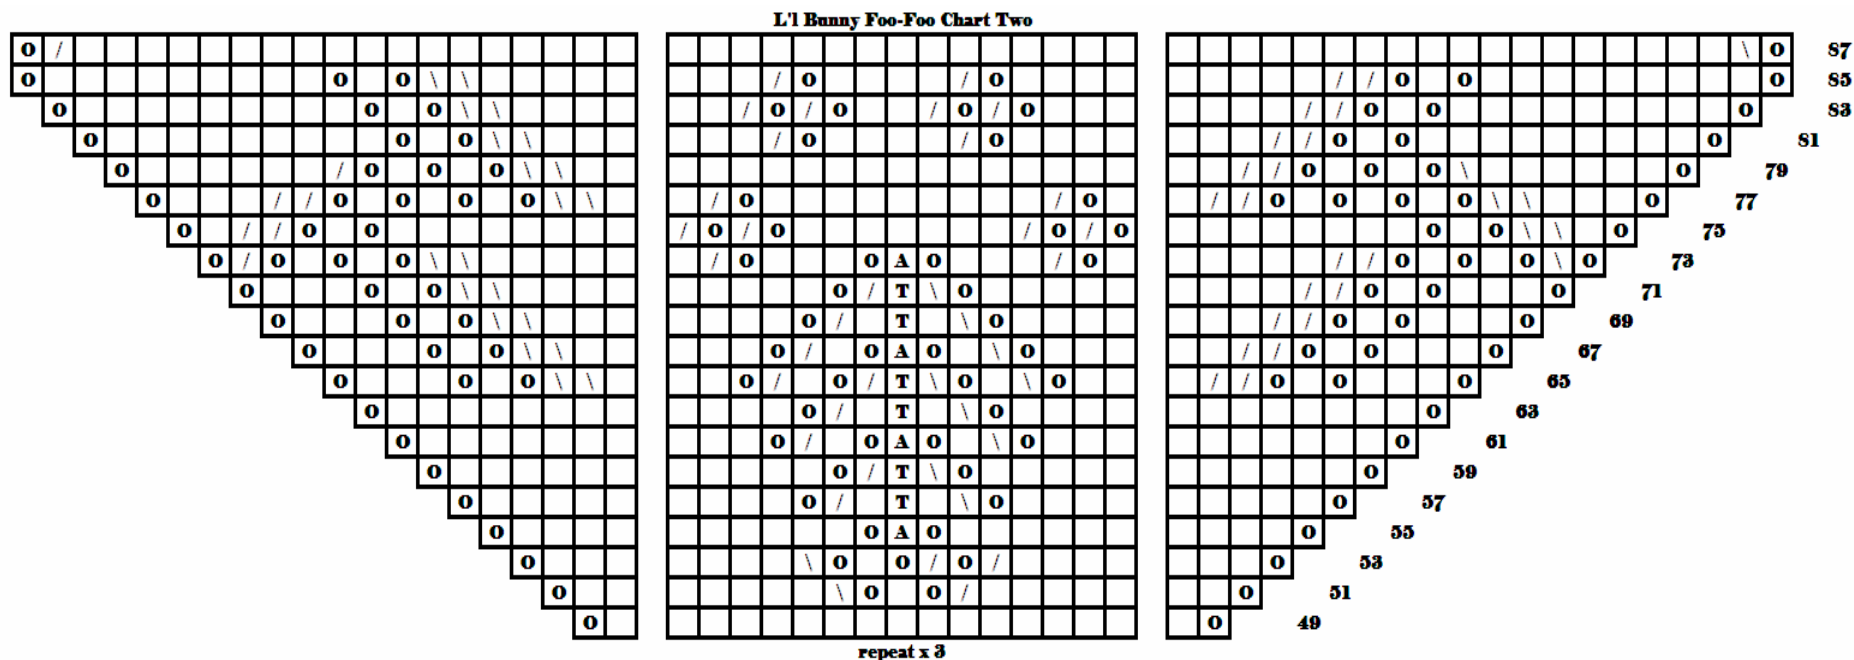 L'l Bunny Foo-Foo Chart Two
O / \ O 87
O O O \ \ / O / O / / O O O 85
O O O \ \ / O / O / O / O / / O O O 83
O O O \ \ / O / O / / O O O 81
O / O O O \ \ / / O O O \ O 79
O / / O O O O \ \ / O / O / / O O O O \ \ O 77
O / / O O / O / O / O / O O O \ \ O 75
O / O O O \ \ / O O A O / O / / O O O \ O 73
O O O \ \ O / T \ O / / O O O 71
O O O \ \ O / T \ O / / O O O 69
O O O \ \ O / O A O \ O / / O O O 67
O O O \ \ O / O / T \ O \ O / / O O O 65
O O / T \ O O 63
O O / O A O \ O O 61
O O / T \ O O 59
O O / T \ O O 57
O O A O O 55
O \ O O / O / O 53
O \ O O / O 51
O O 49
repeat x 3